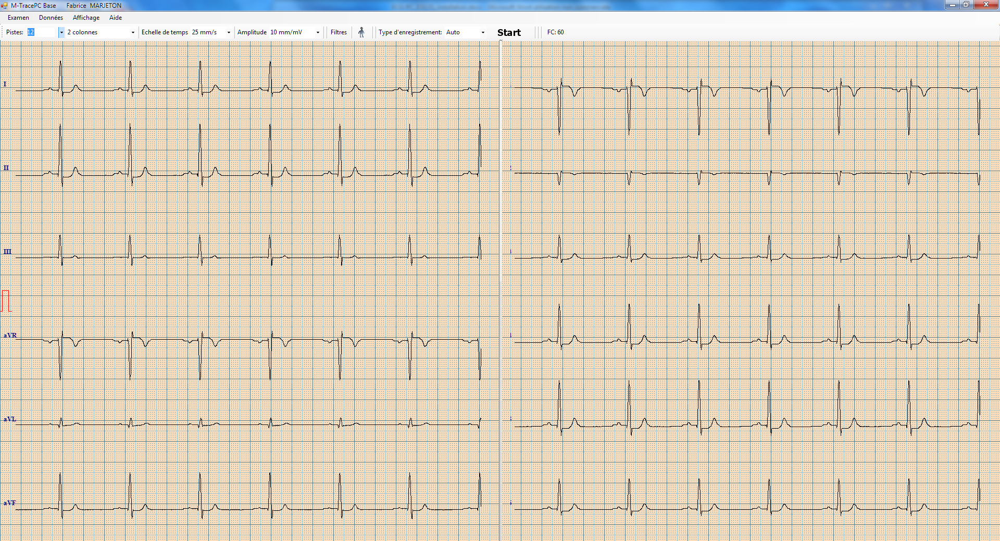 M-TracePC Base Fabrice MARJETON
Examen Données Affichage Aide
Pistes: 12 2 colonnes Echelle de temps 25 mm/s Amplitude 10 mm/mV Filtres Type d'enregistrement: Auto Start FC: 60
I
II
III
aVR
aVL
aVF